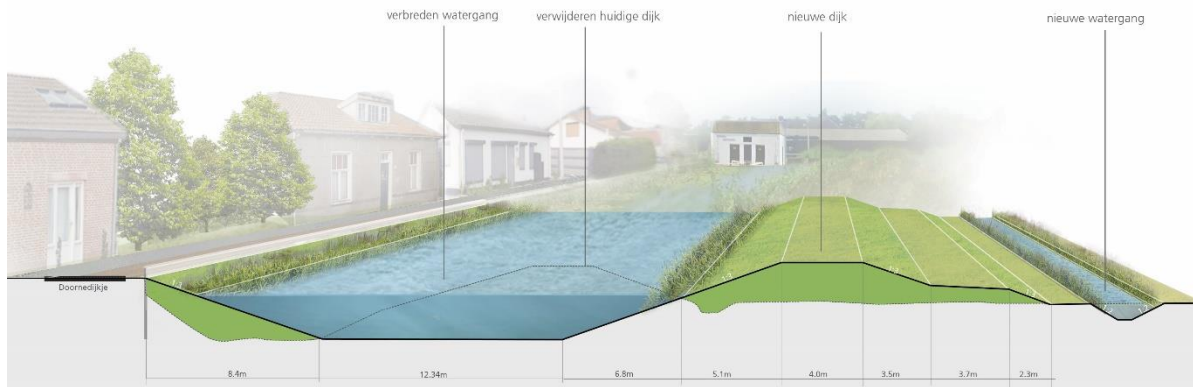 verbreden watergang
verwijderen huidige dijk
nieuwe dijk
nieuwe watergang
Doornedijkje
8.4m
12.34m
6.8m
5.1m
4.0m
3.5m
3.7m
2.3m